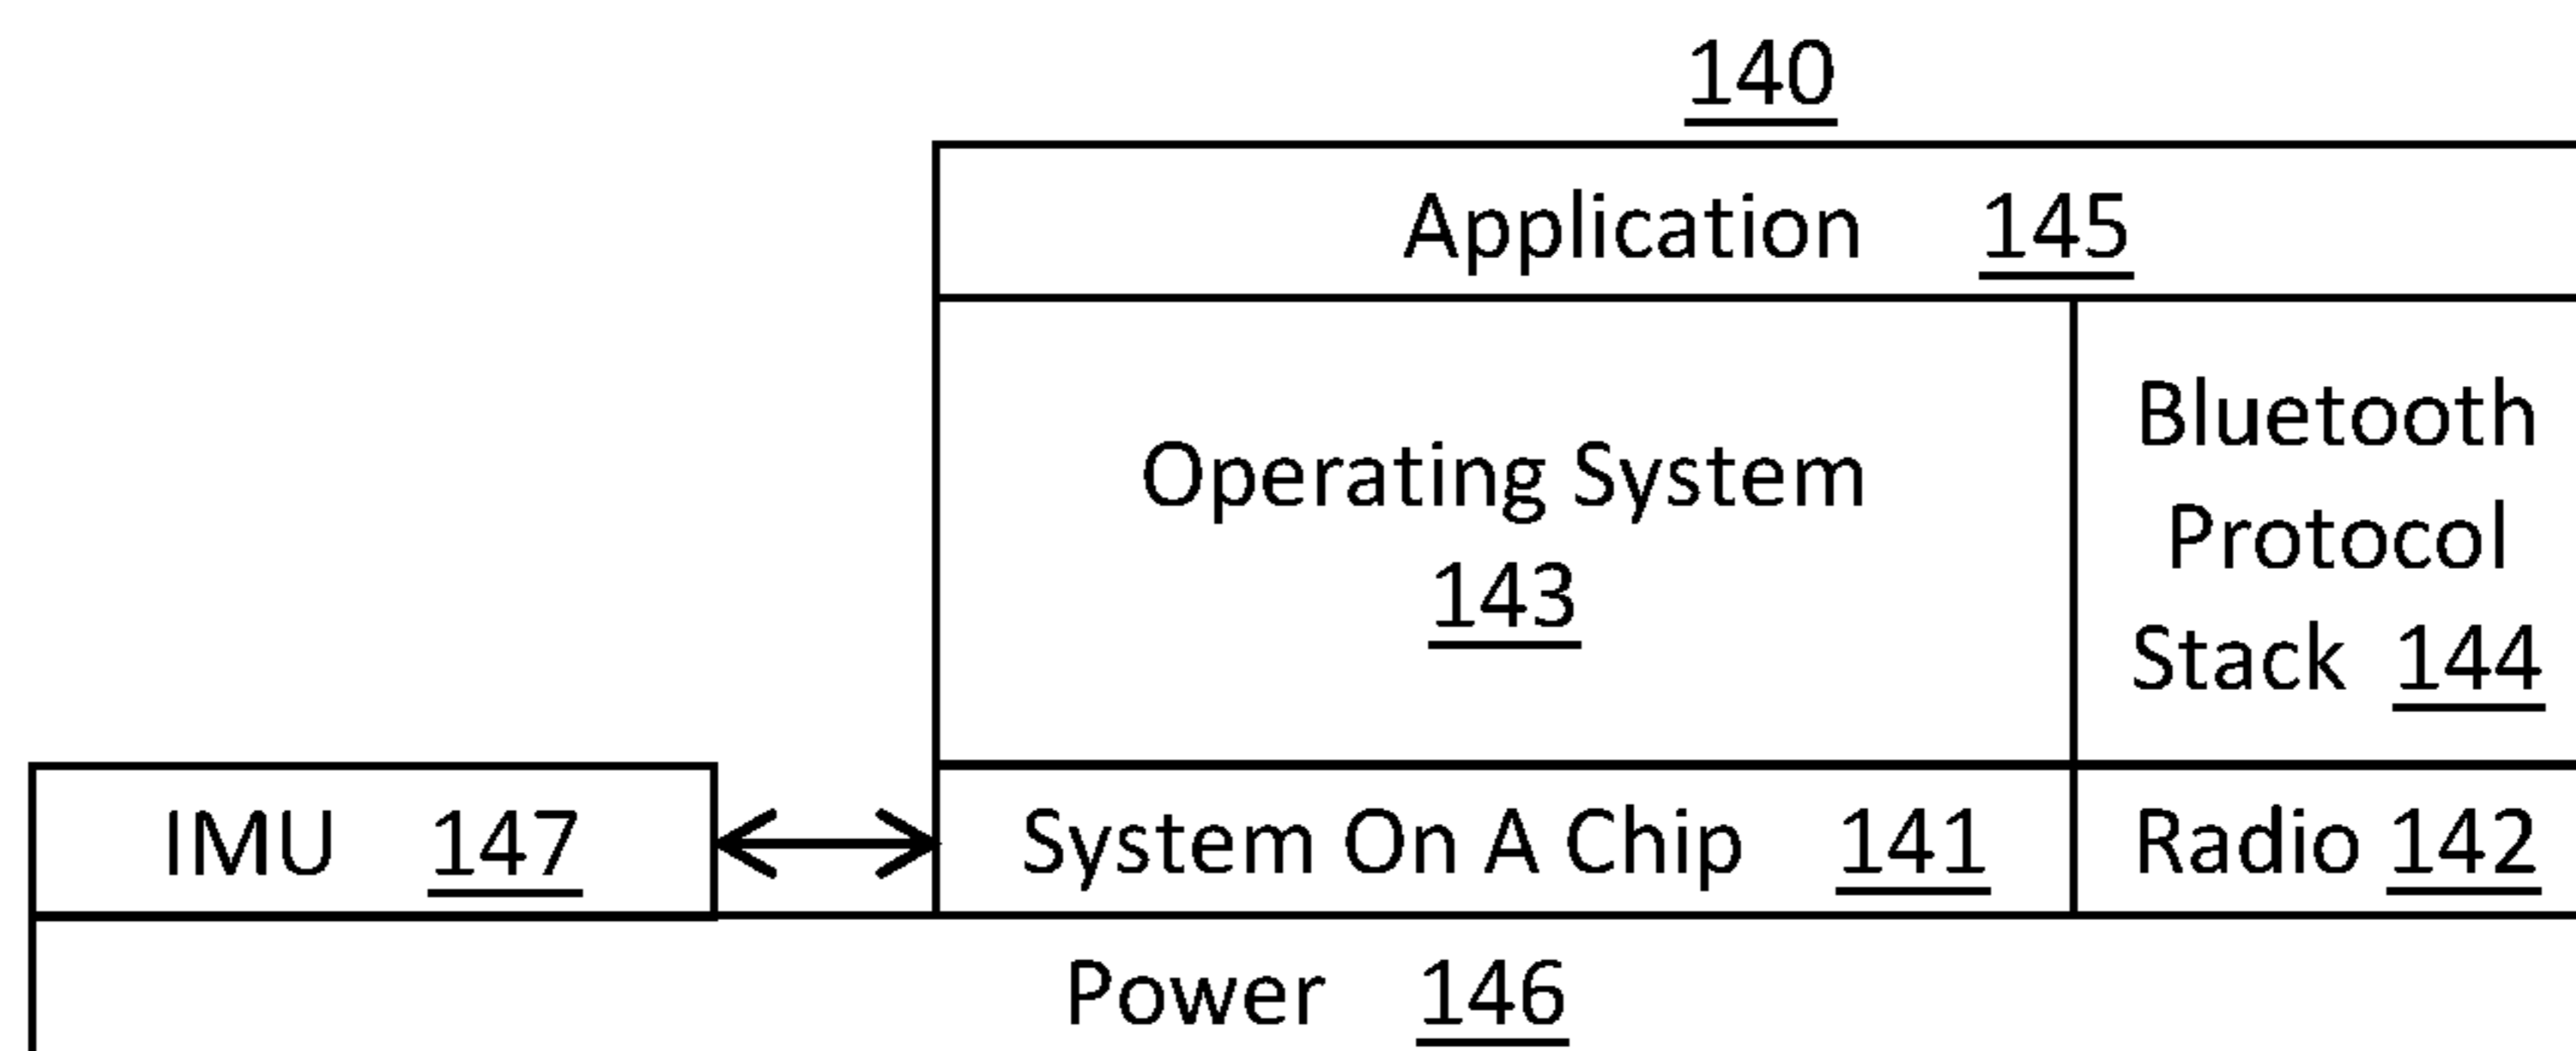 140
Application 145
Operating System
143
Bluetooth
Protocol
Stack 144
IMU 147
System On A Chip 141
Radio 142
Power 146